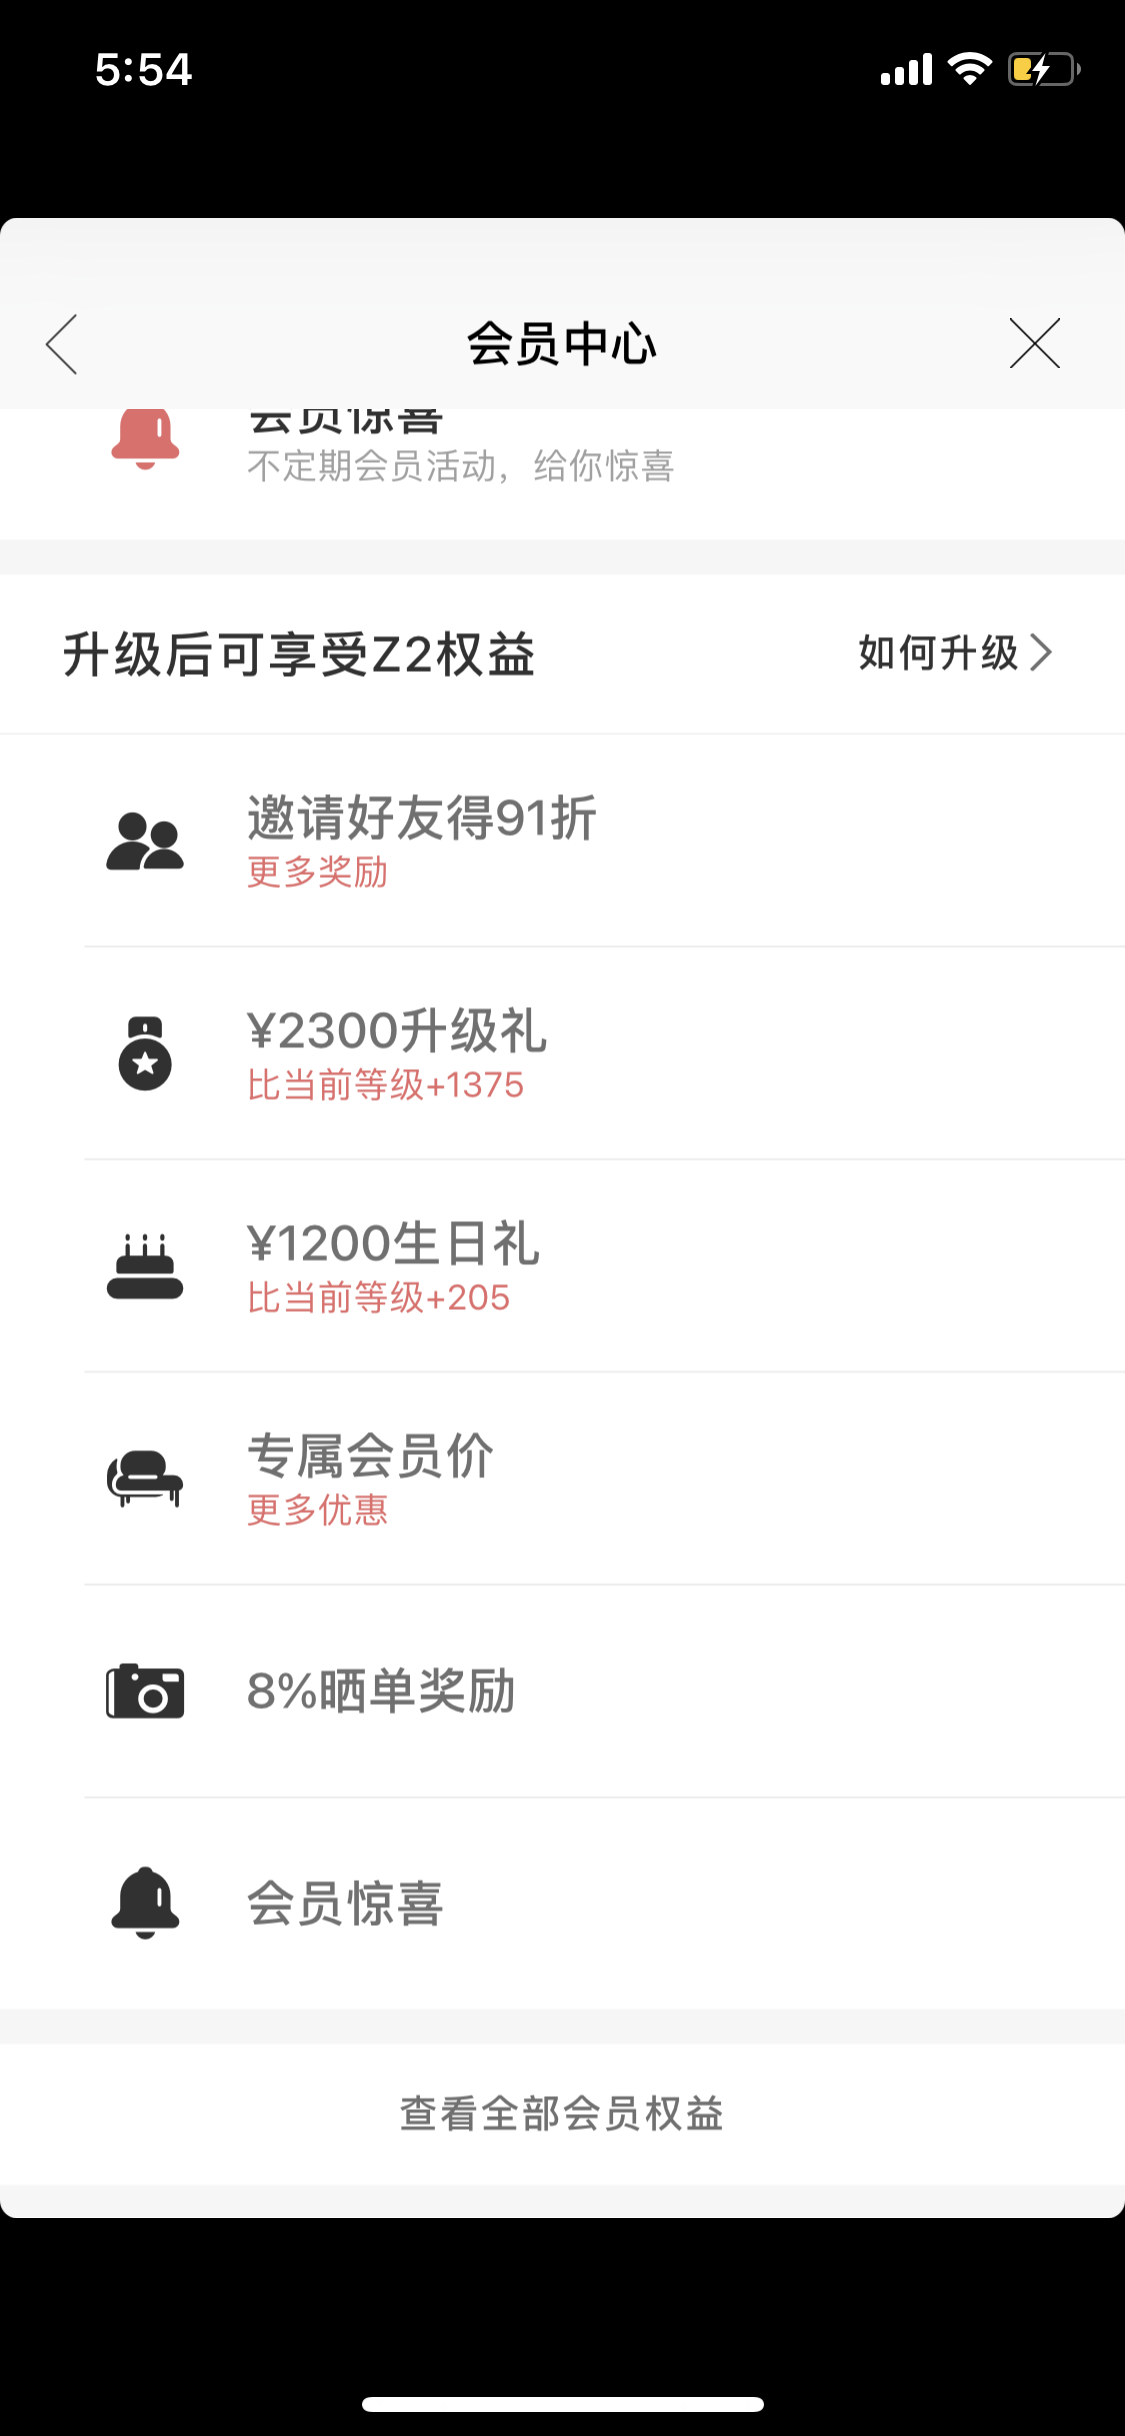 5:54
会员中心
会员惊喜
不定期会员活动，给你惊喜
升级后可享受Z2权益
如何升级
邀请好友得91折
更多奖励
¥2300升级礼
比当前等级+1375
¥1200生日礼
比当前等级+205
专属会员价
更多优惠
8%晒单奖励
会员惊喜
查看全部会员权益